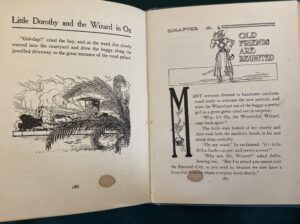 Little Dorothy and the Wizard in Oz
"Gid-dap!" cried the boy, and at the word Jim slowly
trotted into the courtyard and drew the buggy along the
jewelled driveway to the great entrance of the royal palace.
186
CHAPTER
OLD
FRIENDS
ARE
REUNITED
MANY servants dressed in handsome uniforms
stood ready to welcome the new arrivals, and
when the Wizard got out of the buggy a pretty
girl in a green gown cried out in surprise:
"Why, it's Oz, the Wonderful Wizard,
come back again!"
The little man looked at her closely and
then took both the maiden's hands in his and
shook them cordially.
"On my word," he exclaimed, "it's little
Jellia Jamb—as pert and pretty as ever!"
"Why not, Mr. Wizard?" asked Jellia,
bowing low. "But I'm afraid you cannot rule
the Emerald City, as you used to, because we now have a
beautiful Princess whom everyone loves dearly."
187